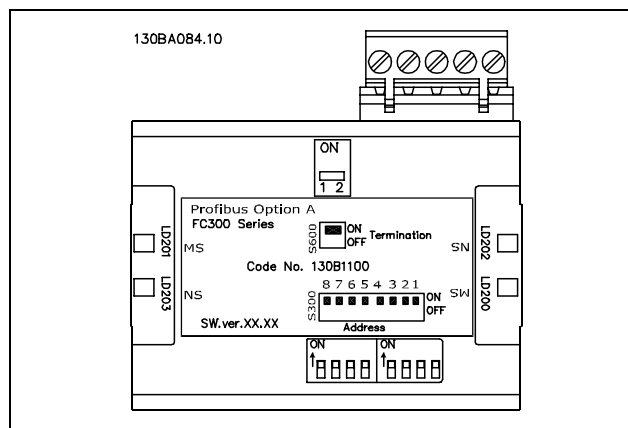 130BA084.10
ON
1 2
Profibus Option A
FC300 Series
S600
ON
OFF
Termination
LD201
MS
LD203
NS
Code No. 130B1100
8 7 6 5 4 3 2 1
S300
ON
OFF
SW.ver.XX.XX
Address
NS
LD202
MS
LD200
ON
ON